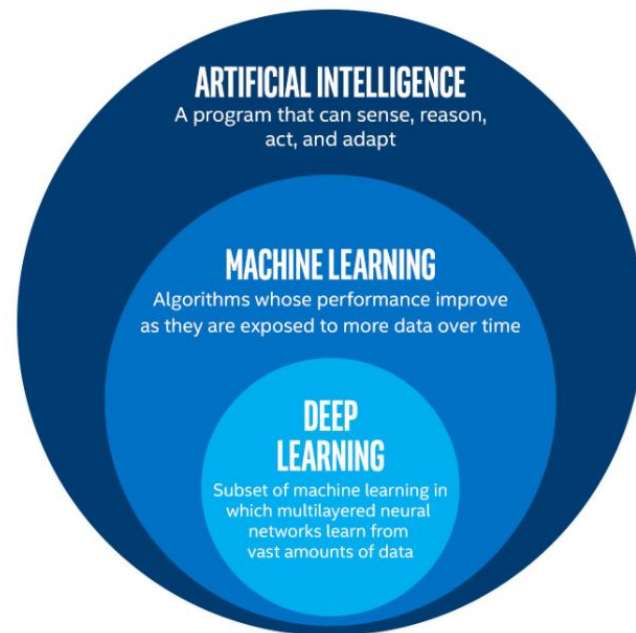 ARTIFICIAL INTELLIGENCE
A program that can sense, reason,
act, and adapt
MACHINE LEARNING
Algorithms whose performance improve
as they are exposed to more data over time
DEEP
LEARNING
Subset of machine learning in
which multilayered neural
networks learn from
vast amounts of data